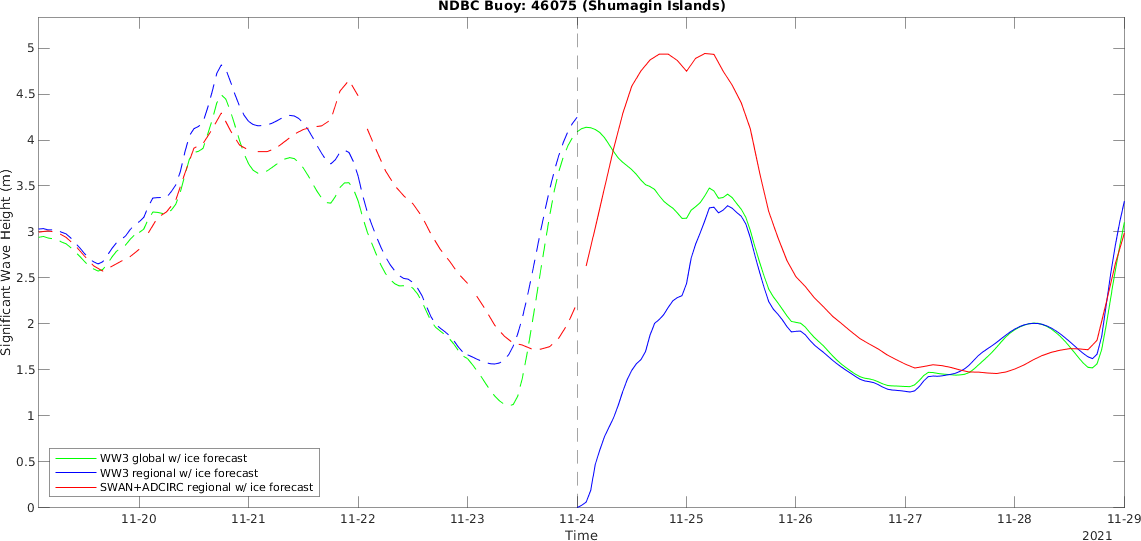 NDBC Buoy: 46075 (Shumagin Islands)
Significant Wave Height (m)
5
4.5
4
3.5
3
2.5
2
1.5
1
0.5
0
WW3 global w/ ice forecast
WW3 regional w/ ice forecast
SWAN+ADCIRC regional w/ ice forecast
11-20 11-21 11-22 11-23 11-24 11-25 11-26 11-27 11-28 11-29
Time
2021